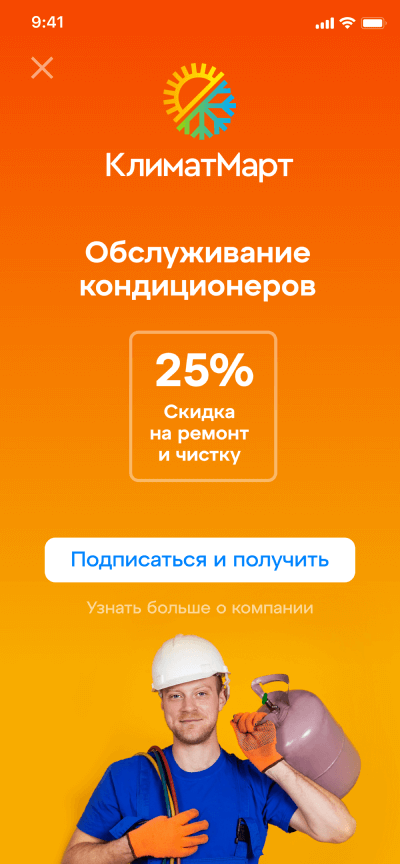 9:41
КлиматМарт
Обслуживание
кондиционеров
25%
Скидка
на ремонт
и чистку
Подписаться и получить
Узнать больше о компании